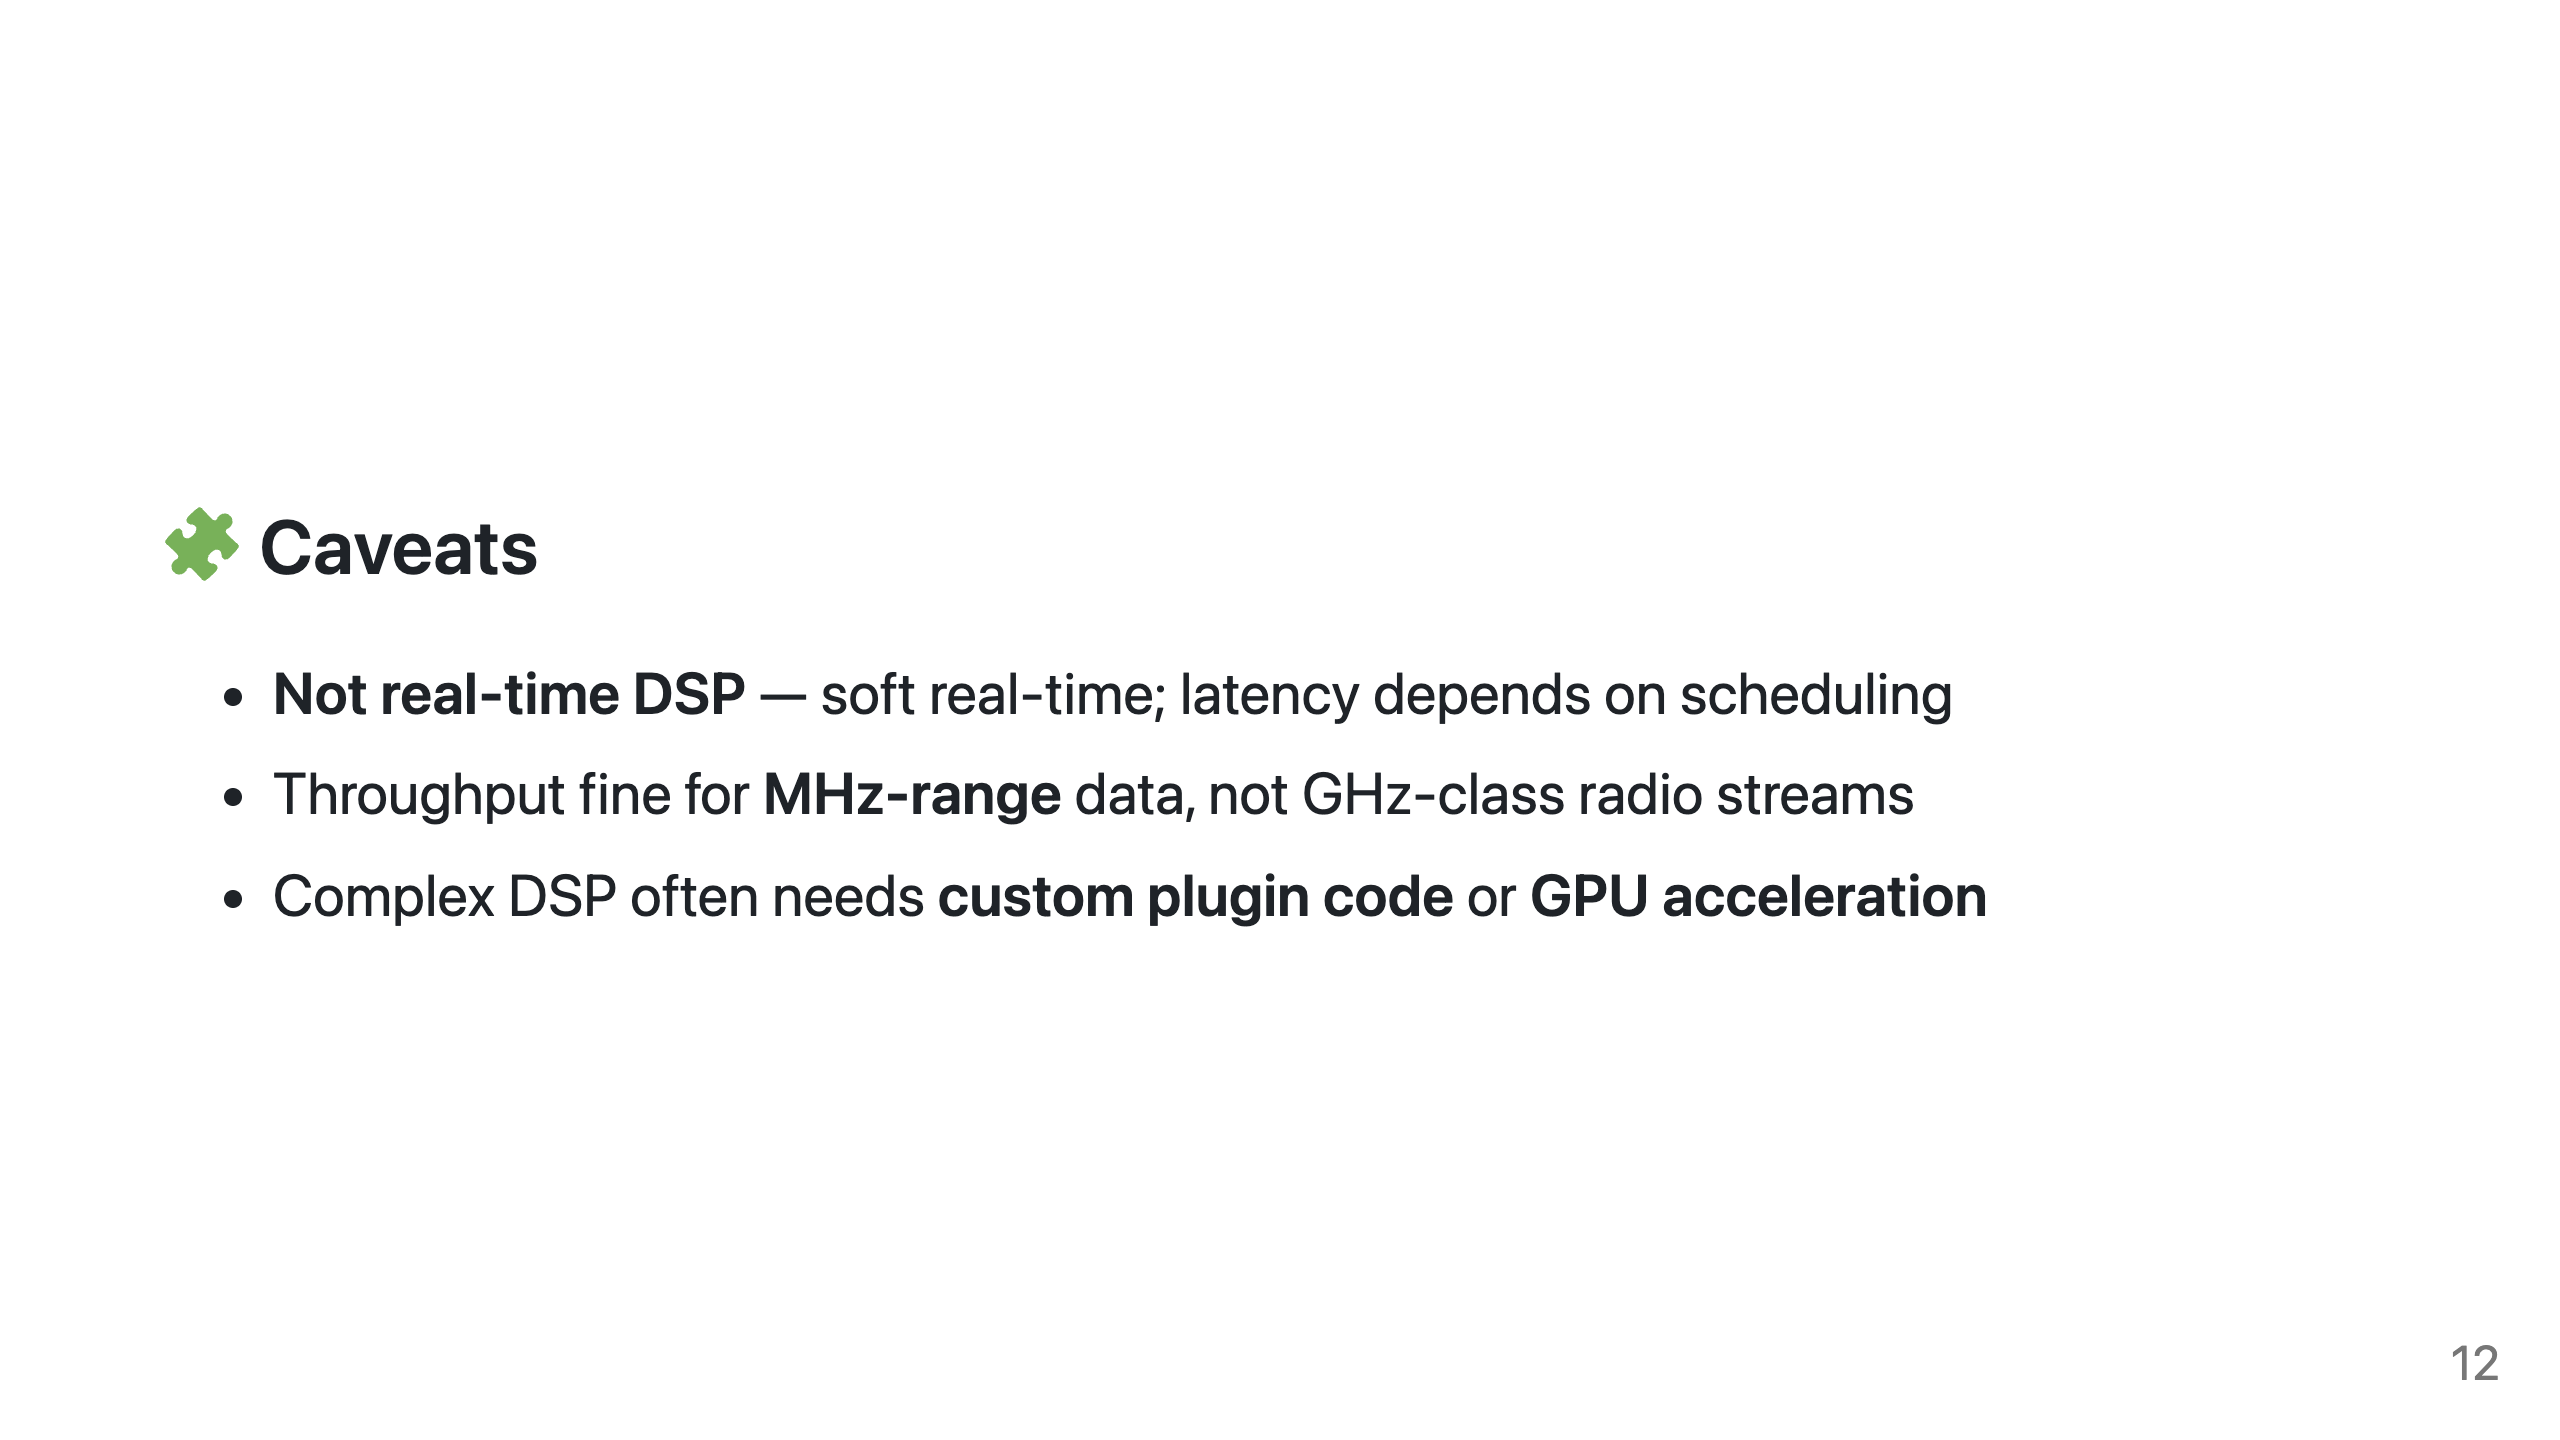 Caveats
• Not real-time DSP — soft real-time; latency depends on scheduling
• Throughput fine for MHz-range data, not GHz-class radio streams
• Complex DSP often needs custom plugin code or GPU acceleration
12